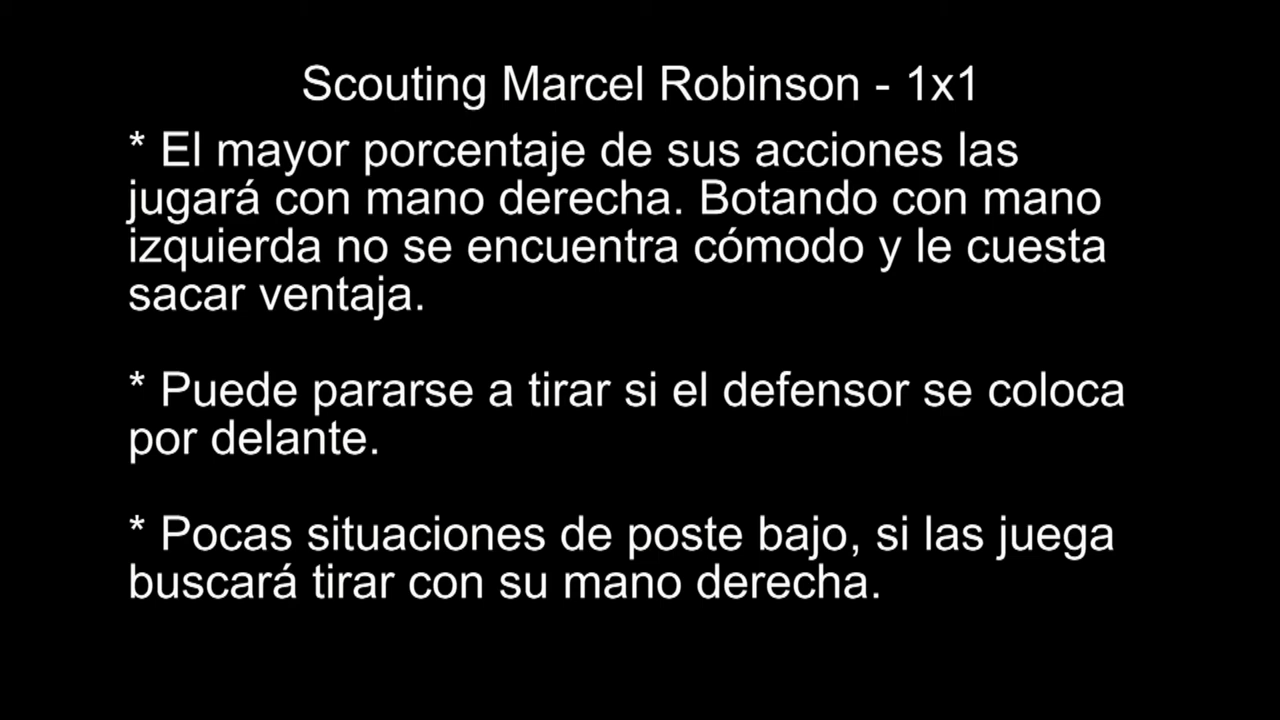 Scouting Marcel Robinson - 1x1
* El mayor porcentaje de sus acciones las
jugará con mano derecha. Botando con mano
izquierda no se encuentra cómodo y le cuesta
sacar ventaja.
* Puede pararse a tirar si el defensor se coloca
por delante.
* Pocas situaciones de poste bajo, si las juega
buscará tirar con su mano derecha.